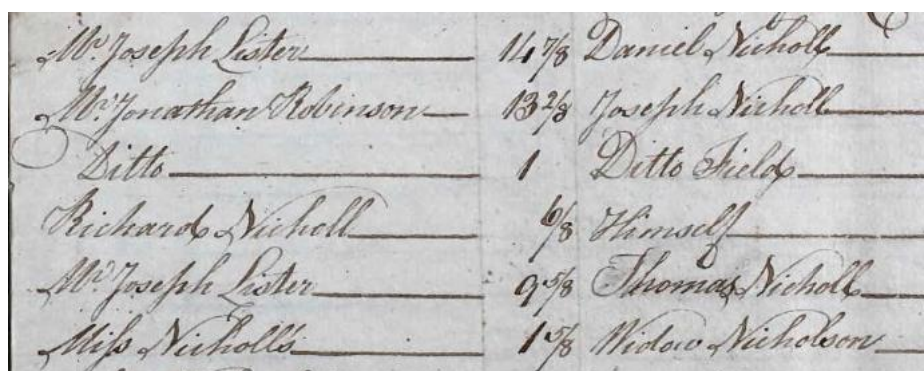 Mr. Joseph Lister 14 7/8 Daniel Nicholl
Mr. Jonathan Robinson 13 2/8 Joseph Nicholl
Ditto 1 Ditto Field
Richard Nicholl 6/8 Himself
Mr. Joseph Lister 9 5/8 Thomas Nicholl
Miss Nicholls 1 5/8 Widow Nicholson